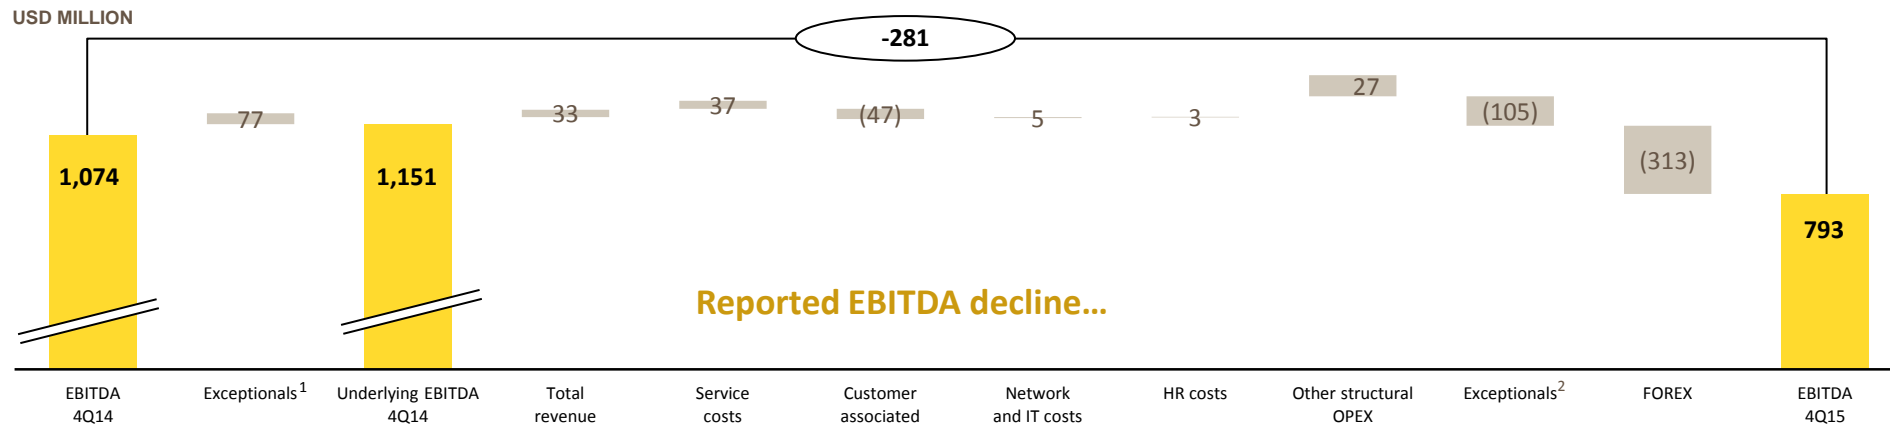 USD MILLION
-281
1,074
77
1,151
33
37
(47)
5
3
27
(105)
(313)
793
Reported EBITDA decline...
EBITDA
4Q14
Exceptionals1
Underlying EBITDA
4Q14
Total
revenue
Service
costs
Customer
associated
Network
and IT costs
HR costs
Other structural
OPEX
Exceptionals2
FOREX
EBITDA
4Q15